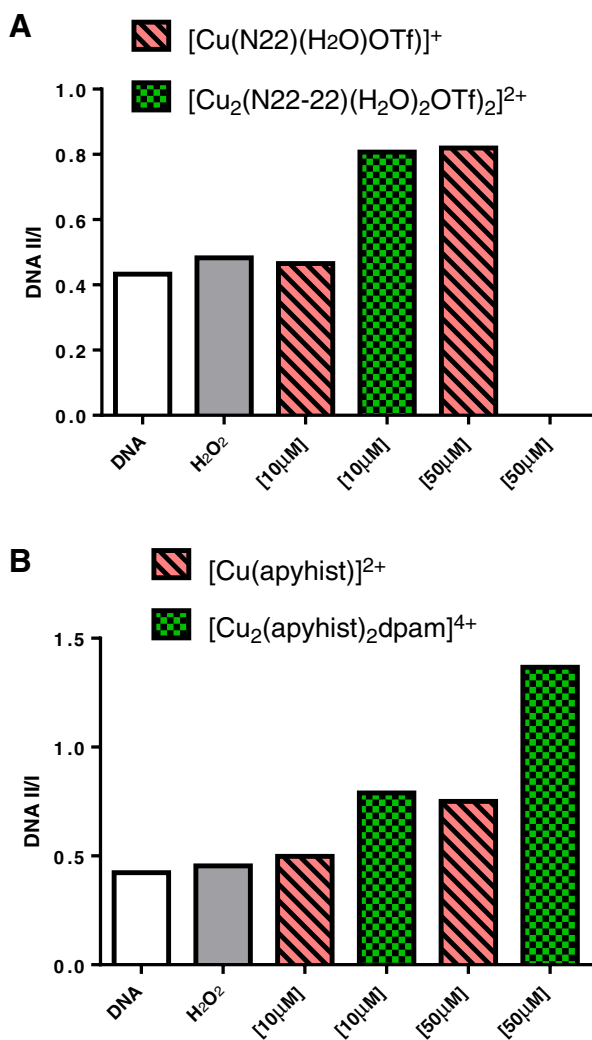 A
[Cu(N22)(H2O)OTf)]⁺
[Cu₂(N22-22)(H₂O)₂OTf)₂]²⁺
DNA II/I
1.0
0.8
0.6
0.4
0.2
0.0
DNA
H₂O₂
[10µM]
[10µM]
[50µM]
[50µM]
B
[Cu(apyhist)]²⁺
[Cu₂(apyhist)₂dpam]⁴⁺
DNA II/I
1.5
1.0
0.5
0.0
DNA
H₂O₂
[10µM]
[10µM]
[50µM]
[50µM]